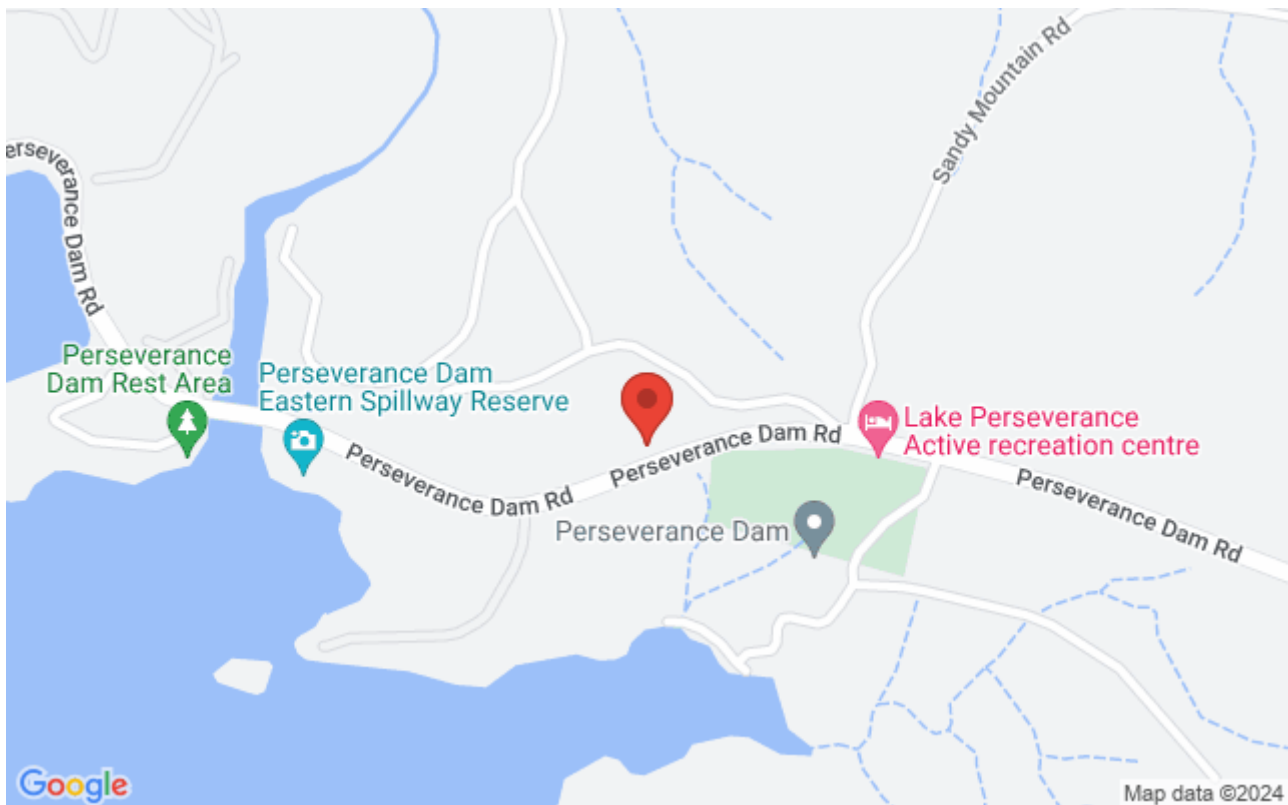 Sandy Mountain Rd
erseverance Dam Rd
Perseverance
Dam Rest Area
Perseverance Dam
Eastern Spillway Reserve
Perseverance Dam Rd
Perseverance Dam Rd
Lake Perseverance
Active recreation centre
Perseverance Dam Rd
Perseverance Dam
Google
Map data ©2024